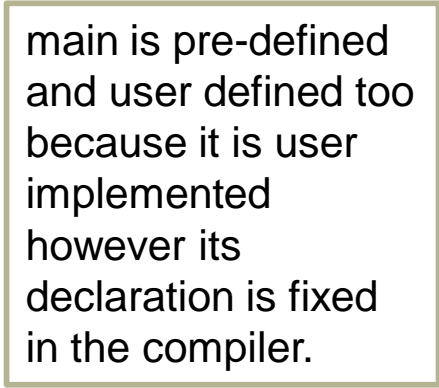 main is pre-defined
and user defined too
because it is user
implemented
however its
declaration is fixed
in the compiler.